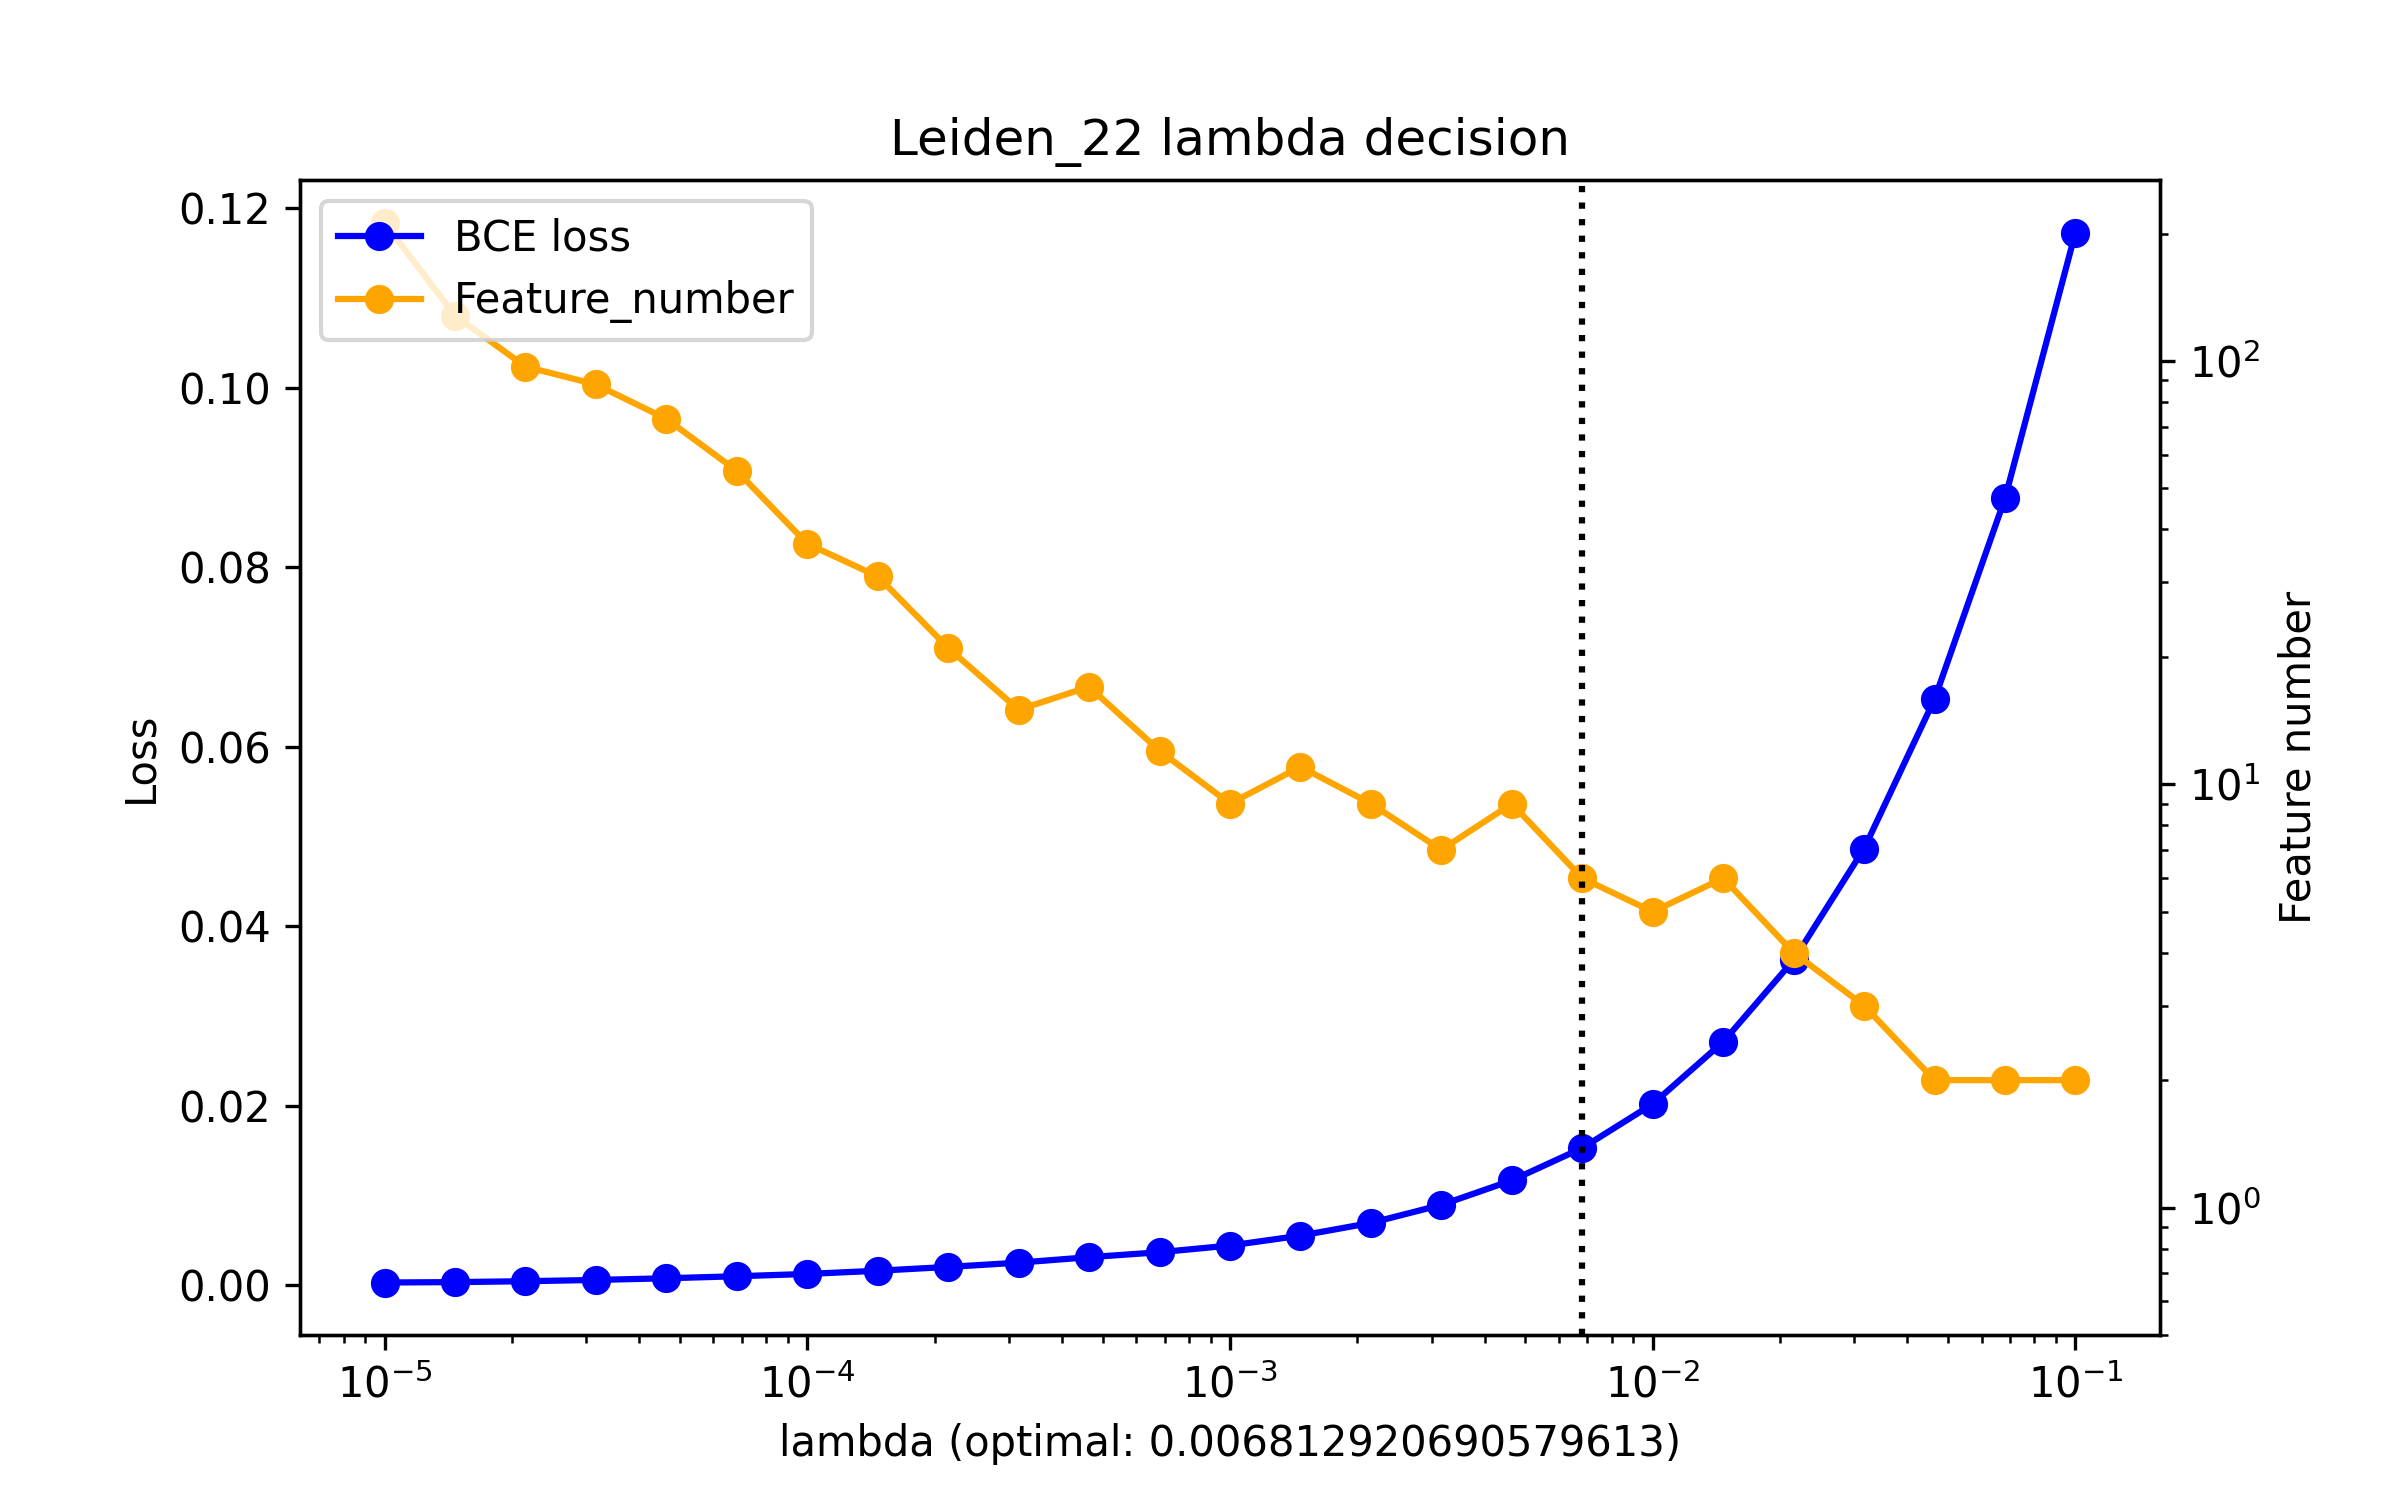 Leiden_22 lambda decision
BCE loss
Feature_number
0.12
0.10
0.08
0.06
0.04
0.02
0.00
Loss
10²
10¹
10⁰
Feature number
10⁻⁵ 10⁻⁴ 10⁻³ 10⁻² 10⁻¹
lambda (optimal: 0.006812920690579613)